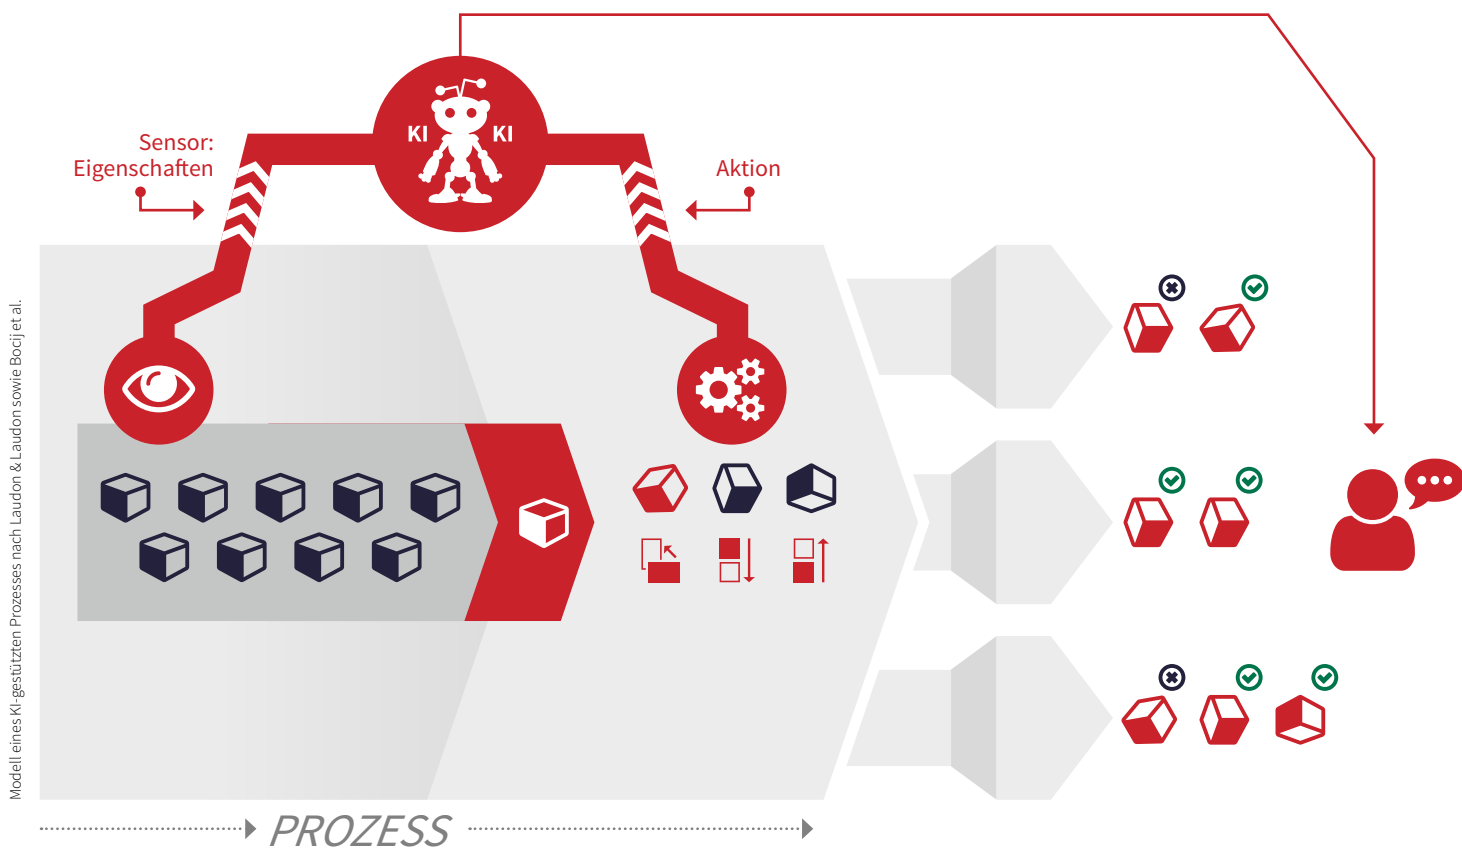 KI
KI
Sensor:
Eigenschaften
Aktion
Modell eines KI-gestützten Prozesses nach Laudon & Laudon sowie Bocij et al.
PROZESS